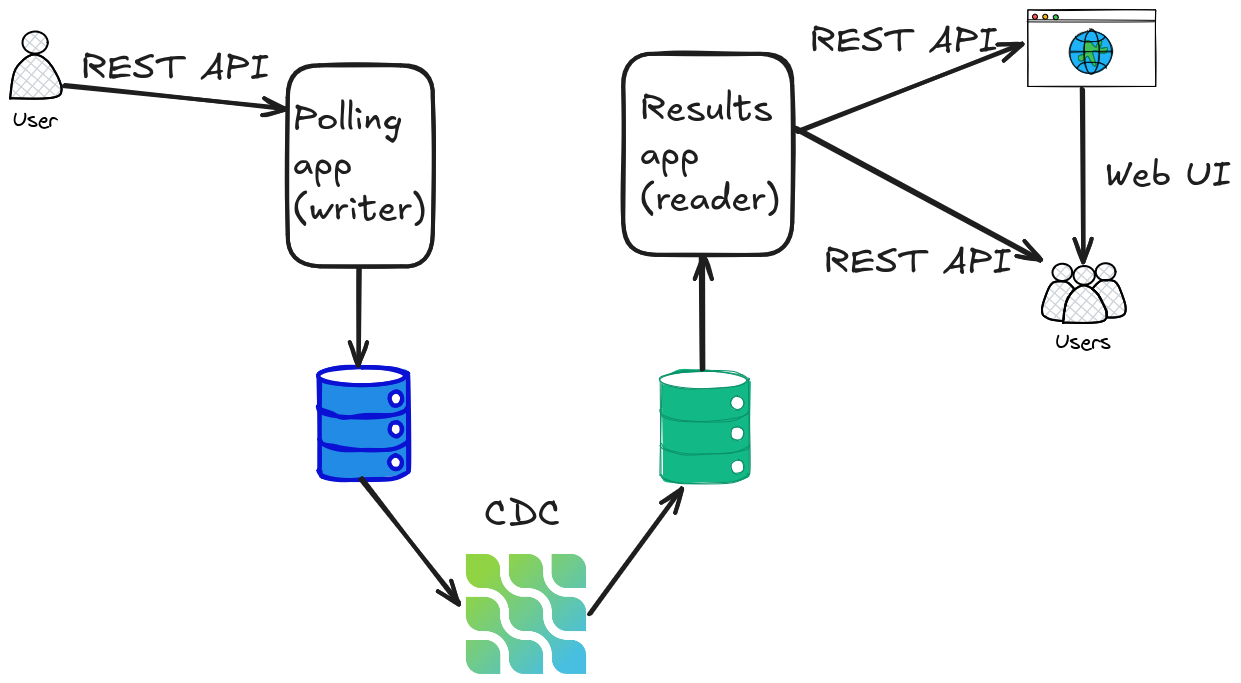 REST API
User
Polling
app
(writer)
CDC
Results
app
(reader)
REST API
REST API
Web UI
Users